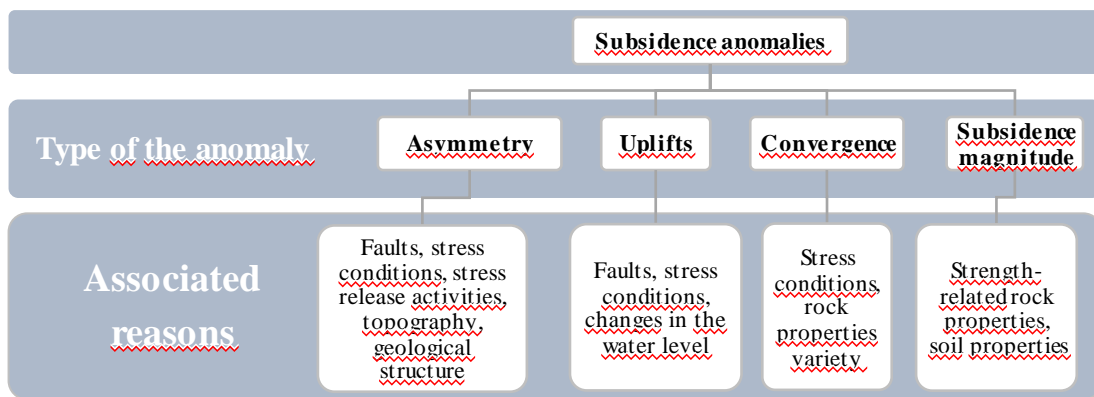 Subsidence anomalies
Type of the anomaly
Asymmetry
Uplifts
Convergence
Subsidence
magnitude
Associated
reasons
Faults, stress
conditions, stress
release activities,
topography,
geological
structure
Faults, stress
conditions,
changes in the
water level
Stress
conditions,
rock
properties
variety
Strength-
related rock
properties,
soil properties